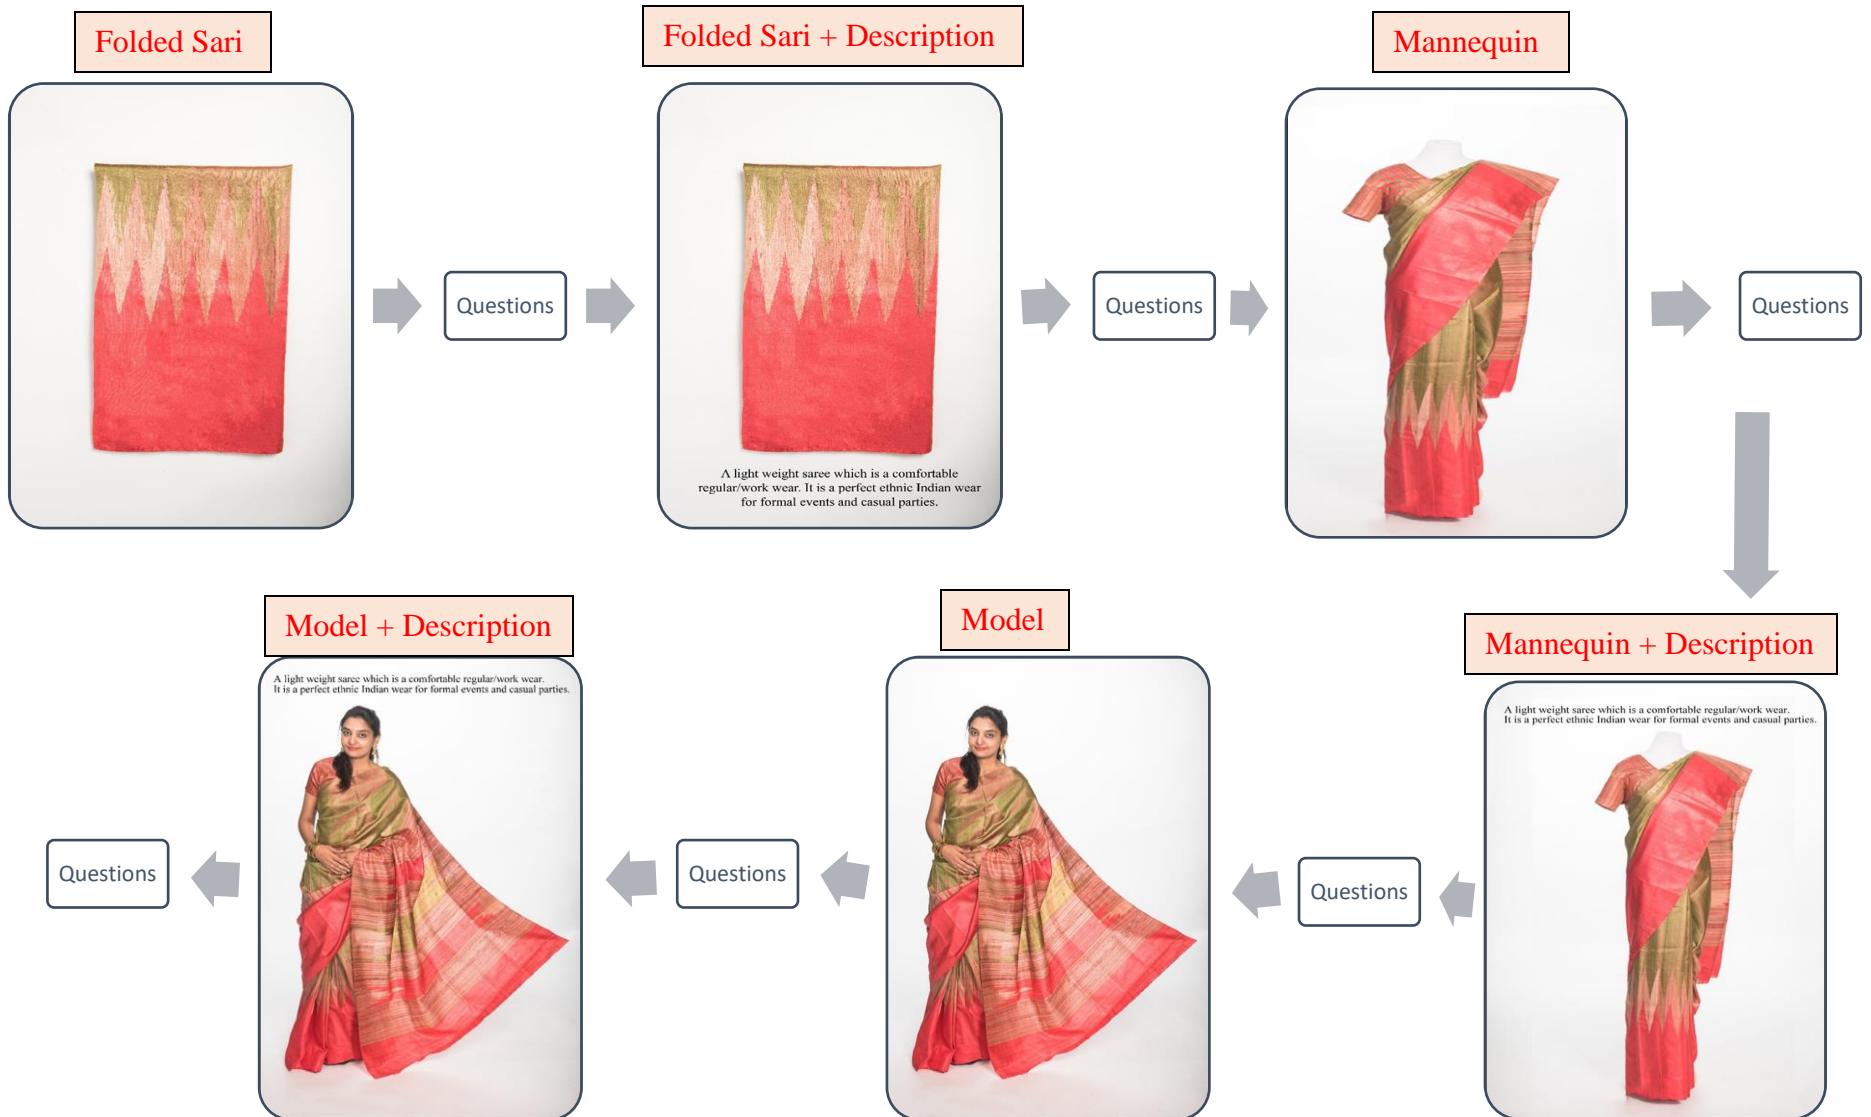 Folded Sari
Folded Sari + Description
Mannequin
Questions
A light weight saree which is a comfortable
regular/work wear. It is a perfect ethnic Indian wear
for formal events and casual parties.
Questions
Questions
Mannequin + Description
A light weight saree which is a comfortable regular/work wear.
It is a perfect ethnic Indian wear for formal events and casual parties.
Questions
Model
Questions
Model + Description
A light weight saree which is a comfortable regular/work wear.
It is a perfect ethnic Indian wear for formal events and casual parties.
Questions